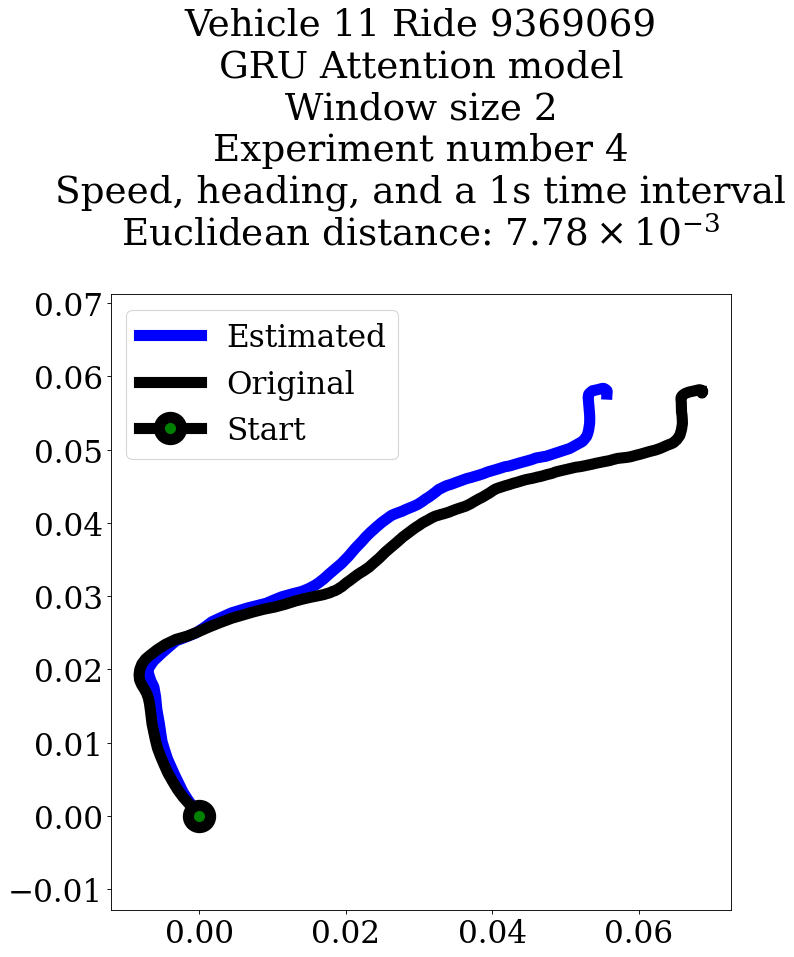 Vehicle 11 Ride 9369069
GRU Attention model
Window size 2
Experiment number 4
Speed, heading, and a 1s time interval
Euclidean distance: 7.78 × 10⁻³
0.07
Estimated
Original
Start
0.06
0.05
0.04
0.03
0.02
0.01
0.00
−0.01
0.00 0.02 0.04 0.06